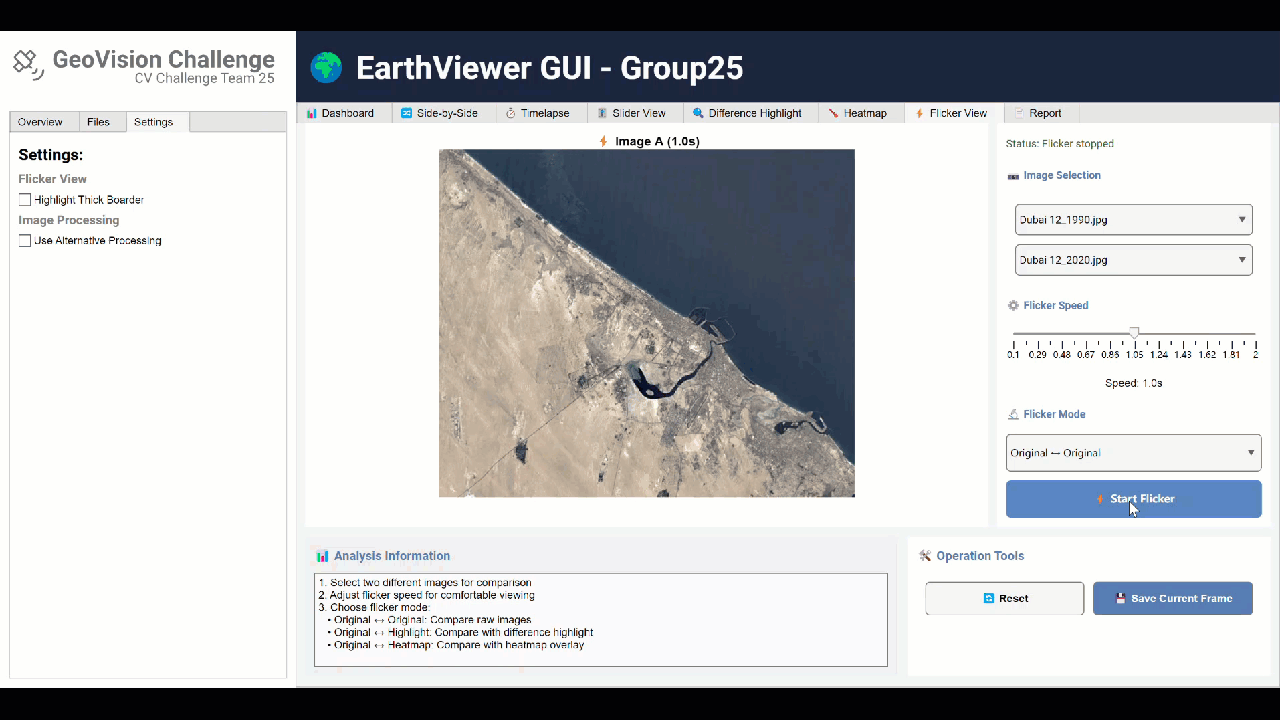 GeoVision Challenge
CV Challenge Team 25
EarthViewer GUI - Group25
Overview Files Settings
Dashboard Side-by-Side Timelapse Slider View Difference Highlight Heatmap Flicker View Report
Settings:
Flicker View
Highlight Thick Boarder
Image Processing
Use Alternative Processing
Image A (1.0s)
Status: Flicker stopped
Image Selection
Dubai 12_1990.jpg
Dubai 12_2020.jpg
Flicker Speed
0.1 0.29 0.48 0.67 0.86 1.05 1.24 1.43 1.62 1.81 2
Speed: 1.0s
Flicker Mode
Original ↔ Original
Start Flicker
Analysis Information
1. Select two different images for comparison
2. Adjust flicker speed for comfortable viewing
3. Choose flicker mode:
• Original ↔ Original: Compare raw images
• Original ↔ Highlight: Compare with difference highlight
• Original ↔ Heatmap: Compare with heatmap overlay
Operation Tools
Reset
Save Current Frame